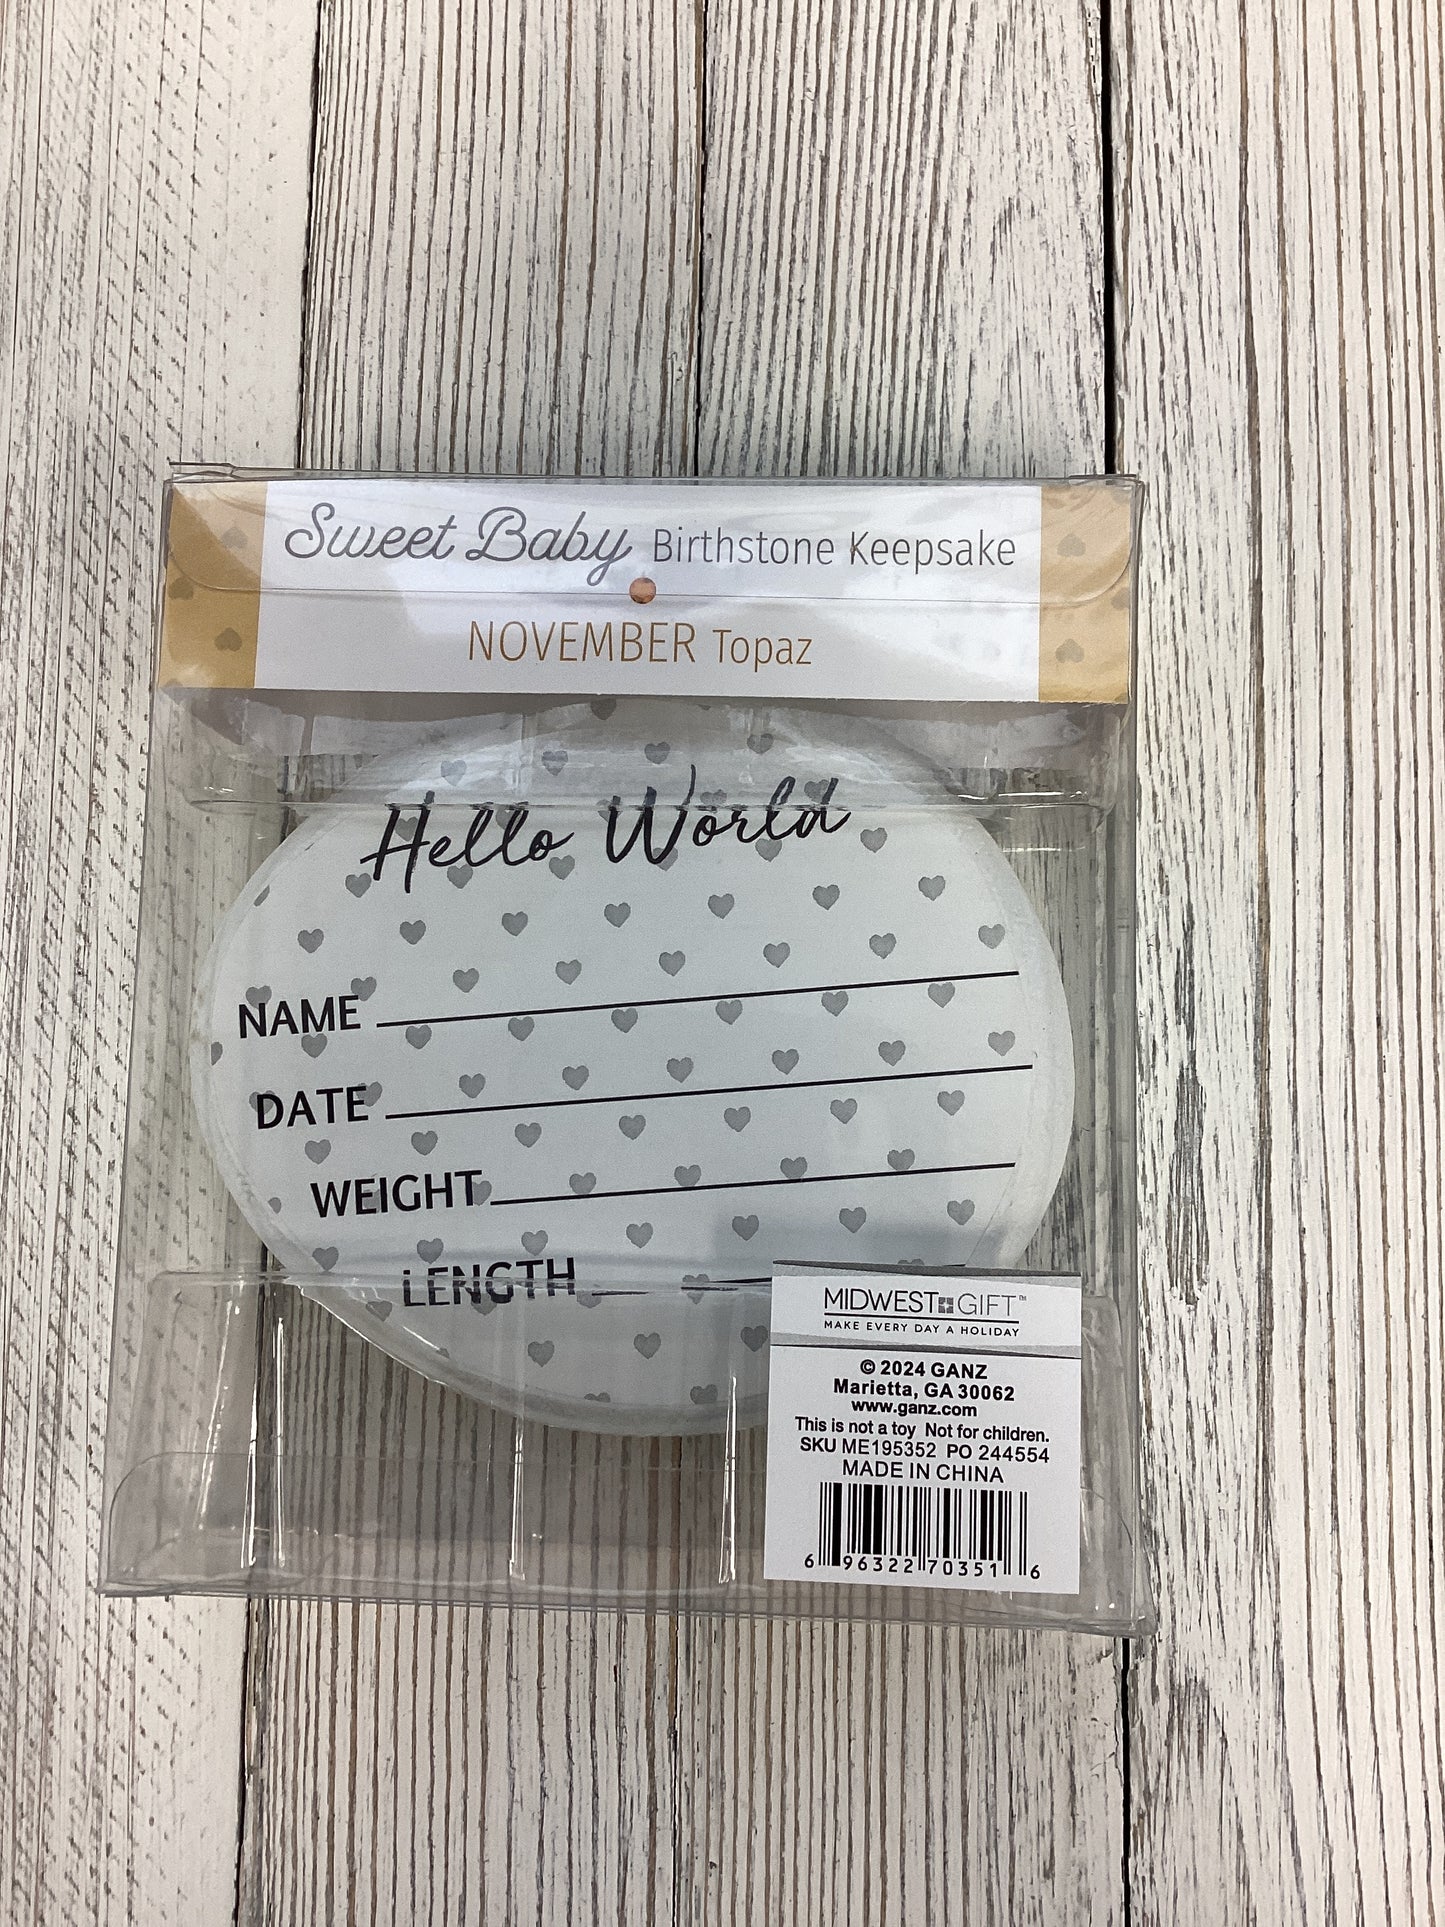 Sweet Baby Birthstone Keepsake
NOVEMBER Topaz
Hello World
NAME
DATE
WEIGHT
LENGTH
MIDWEST GIFT™
MAKE EVERY DAY A HOLIDAY
© 2024 GANZ
Marietta, GA 30062
www.ganz.com
This is not a toy Not for children.
SKU ME195352 PO 244554
MADE IN CHINA
6 96322 70351 6